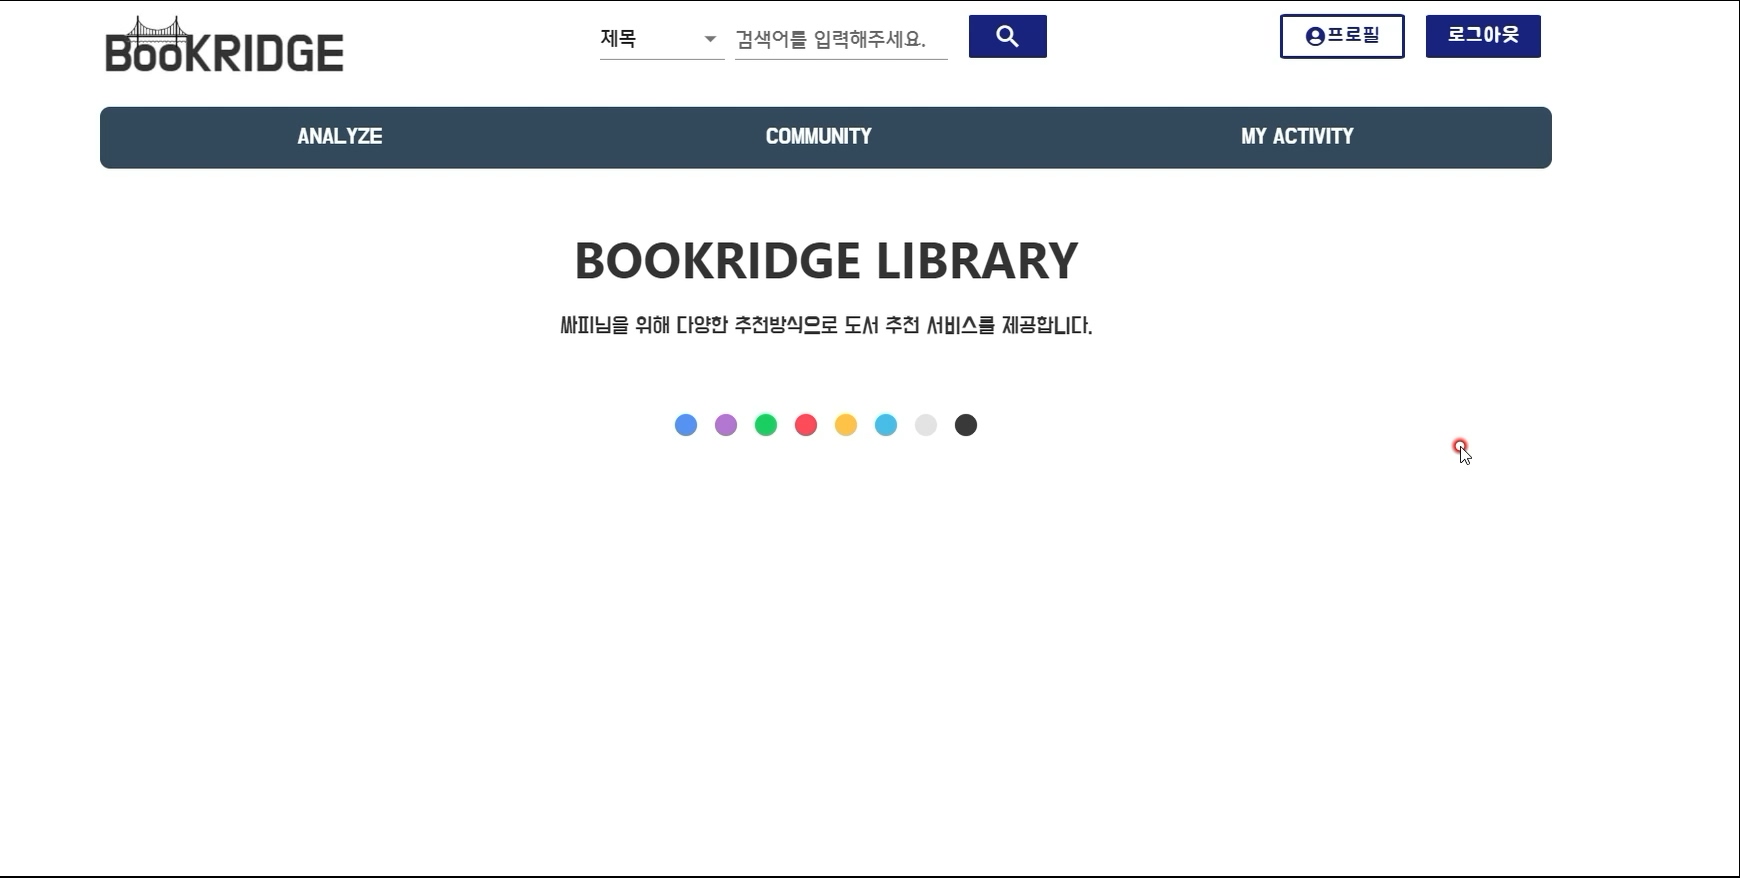 BooKRIDGE
제목
검색어를 입력해주세요.
프로필
로그아웃
ANALYZE
COMMUNITY
MY ACTIVITY
BOOKRIDGE LIBRARY
싸피님을 위해 다양한 추천방식으로 도서 추천 서비스를 제공합니다.